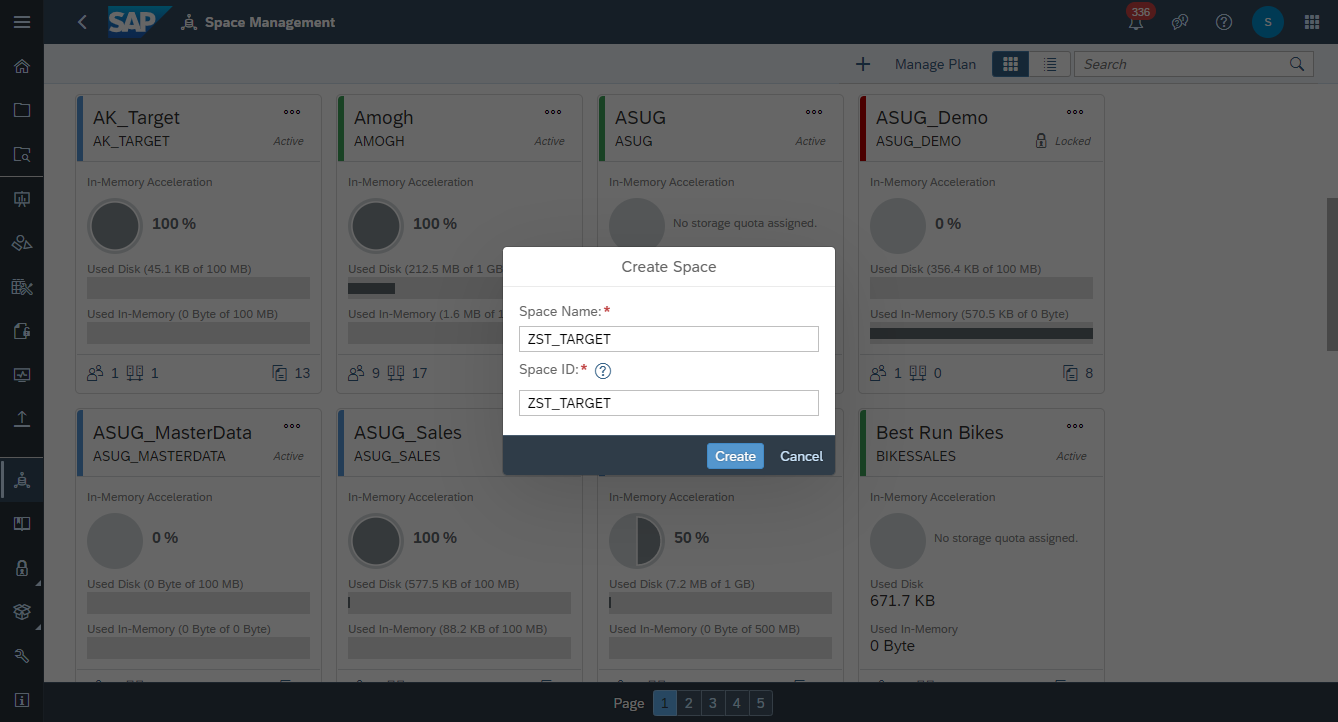 SAP Space Management 336 S
Manage Plan Search
AK_Target
AK_TARGET Active
In-Memory Acceleration
100 %
Used Disk (45.1 KB of 100 MB)
Used In-Memory (0 Byte of 100 MB)
1 1 13
Amogh
AMOGH Active
In-Memory Acceleration
100 %
Used Disk (212.5 MB of 1 GB
Used In-Memory (1.6 MB of 1
9 17
ASUG
ASUG Active
In-Memory Acceleration
No storage quota assigned.
ASUG_Demo
ASUG_DEMO Locked
In-Memory Acceleration
0 %
Used Disk (356.4 KB of 100 MB)
Used In-Memory (570.5 KB of 0 Byte)
1 0 8
Create Space
Space Name:*
ZST_TARGET
Space ID:* ?
ZST_TARGET
Create Cancel
ASUG_MasterData
ASUG_MASTERDATA Active
In-Memory Acceleration
0 %
Used Disk (0 Byte of 100 MB)
Used In-Memory (0 Byte of 0 Byte)
ASUG_Sales
ASUG_SALES
In-Memory Acceleration
100 %
Used Disk (577.5 KB of 100 MB)
Used In-Memory (88.2 KB of 100 MB)
In-Memory Acceleration
50 %
Used Disk (7.2 MB of 1 GB)
Used In-Memory (0 Byte of 500 MB)
Best Run Bikes
BIKESSALES Active
In-Memory Acceleration
No storage quota assigned.
Used Disk
671.7 KB
Used In-Memory
0 Byte
Page 1 2 3 4 5